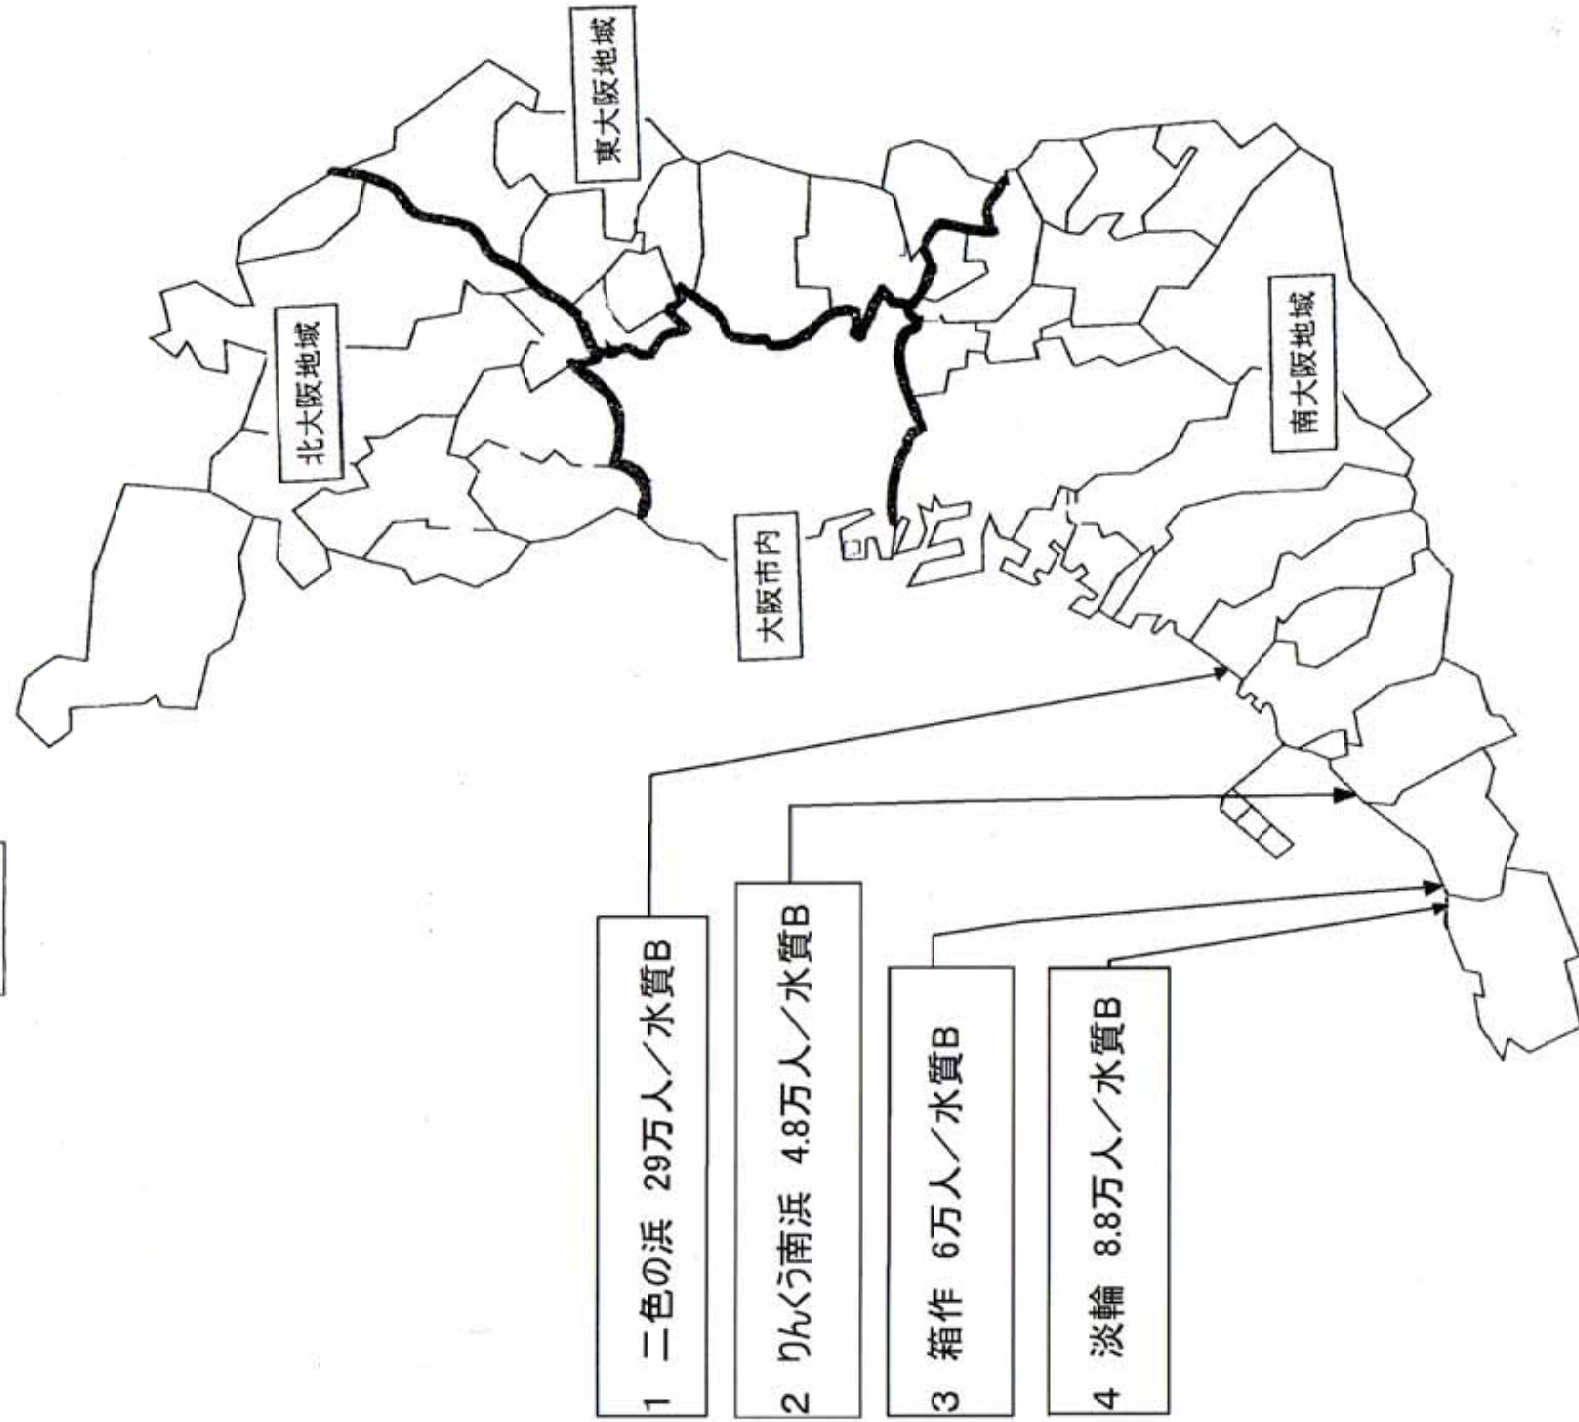 北大阪地域
東大阪地域
大阪市内
南大阪地域
1 二色の浜 29万人／水質B
2 りんくう南浜 4.8万人／水質B
3 箱作 6万人／水質B
4 淡輪 8.8万人／水質B